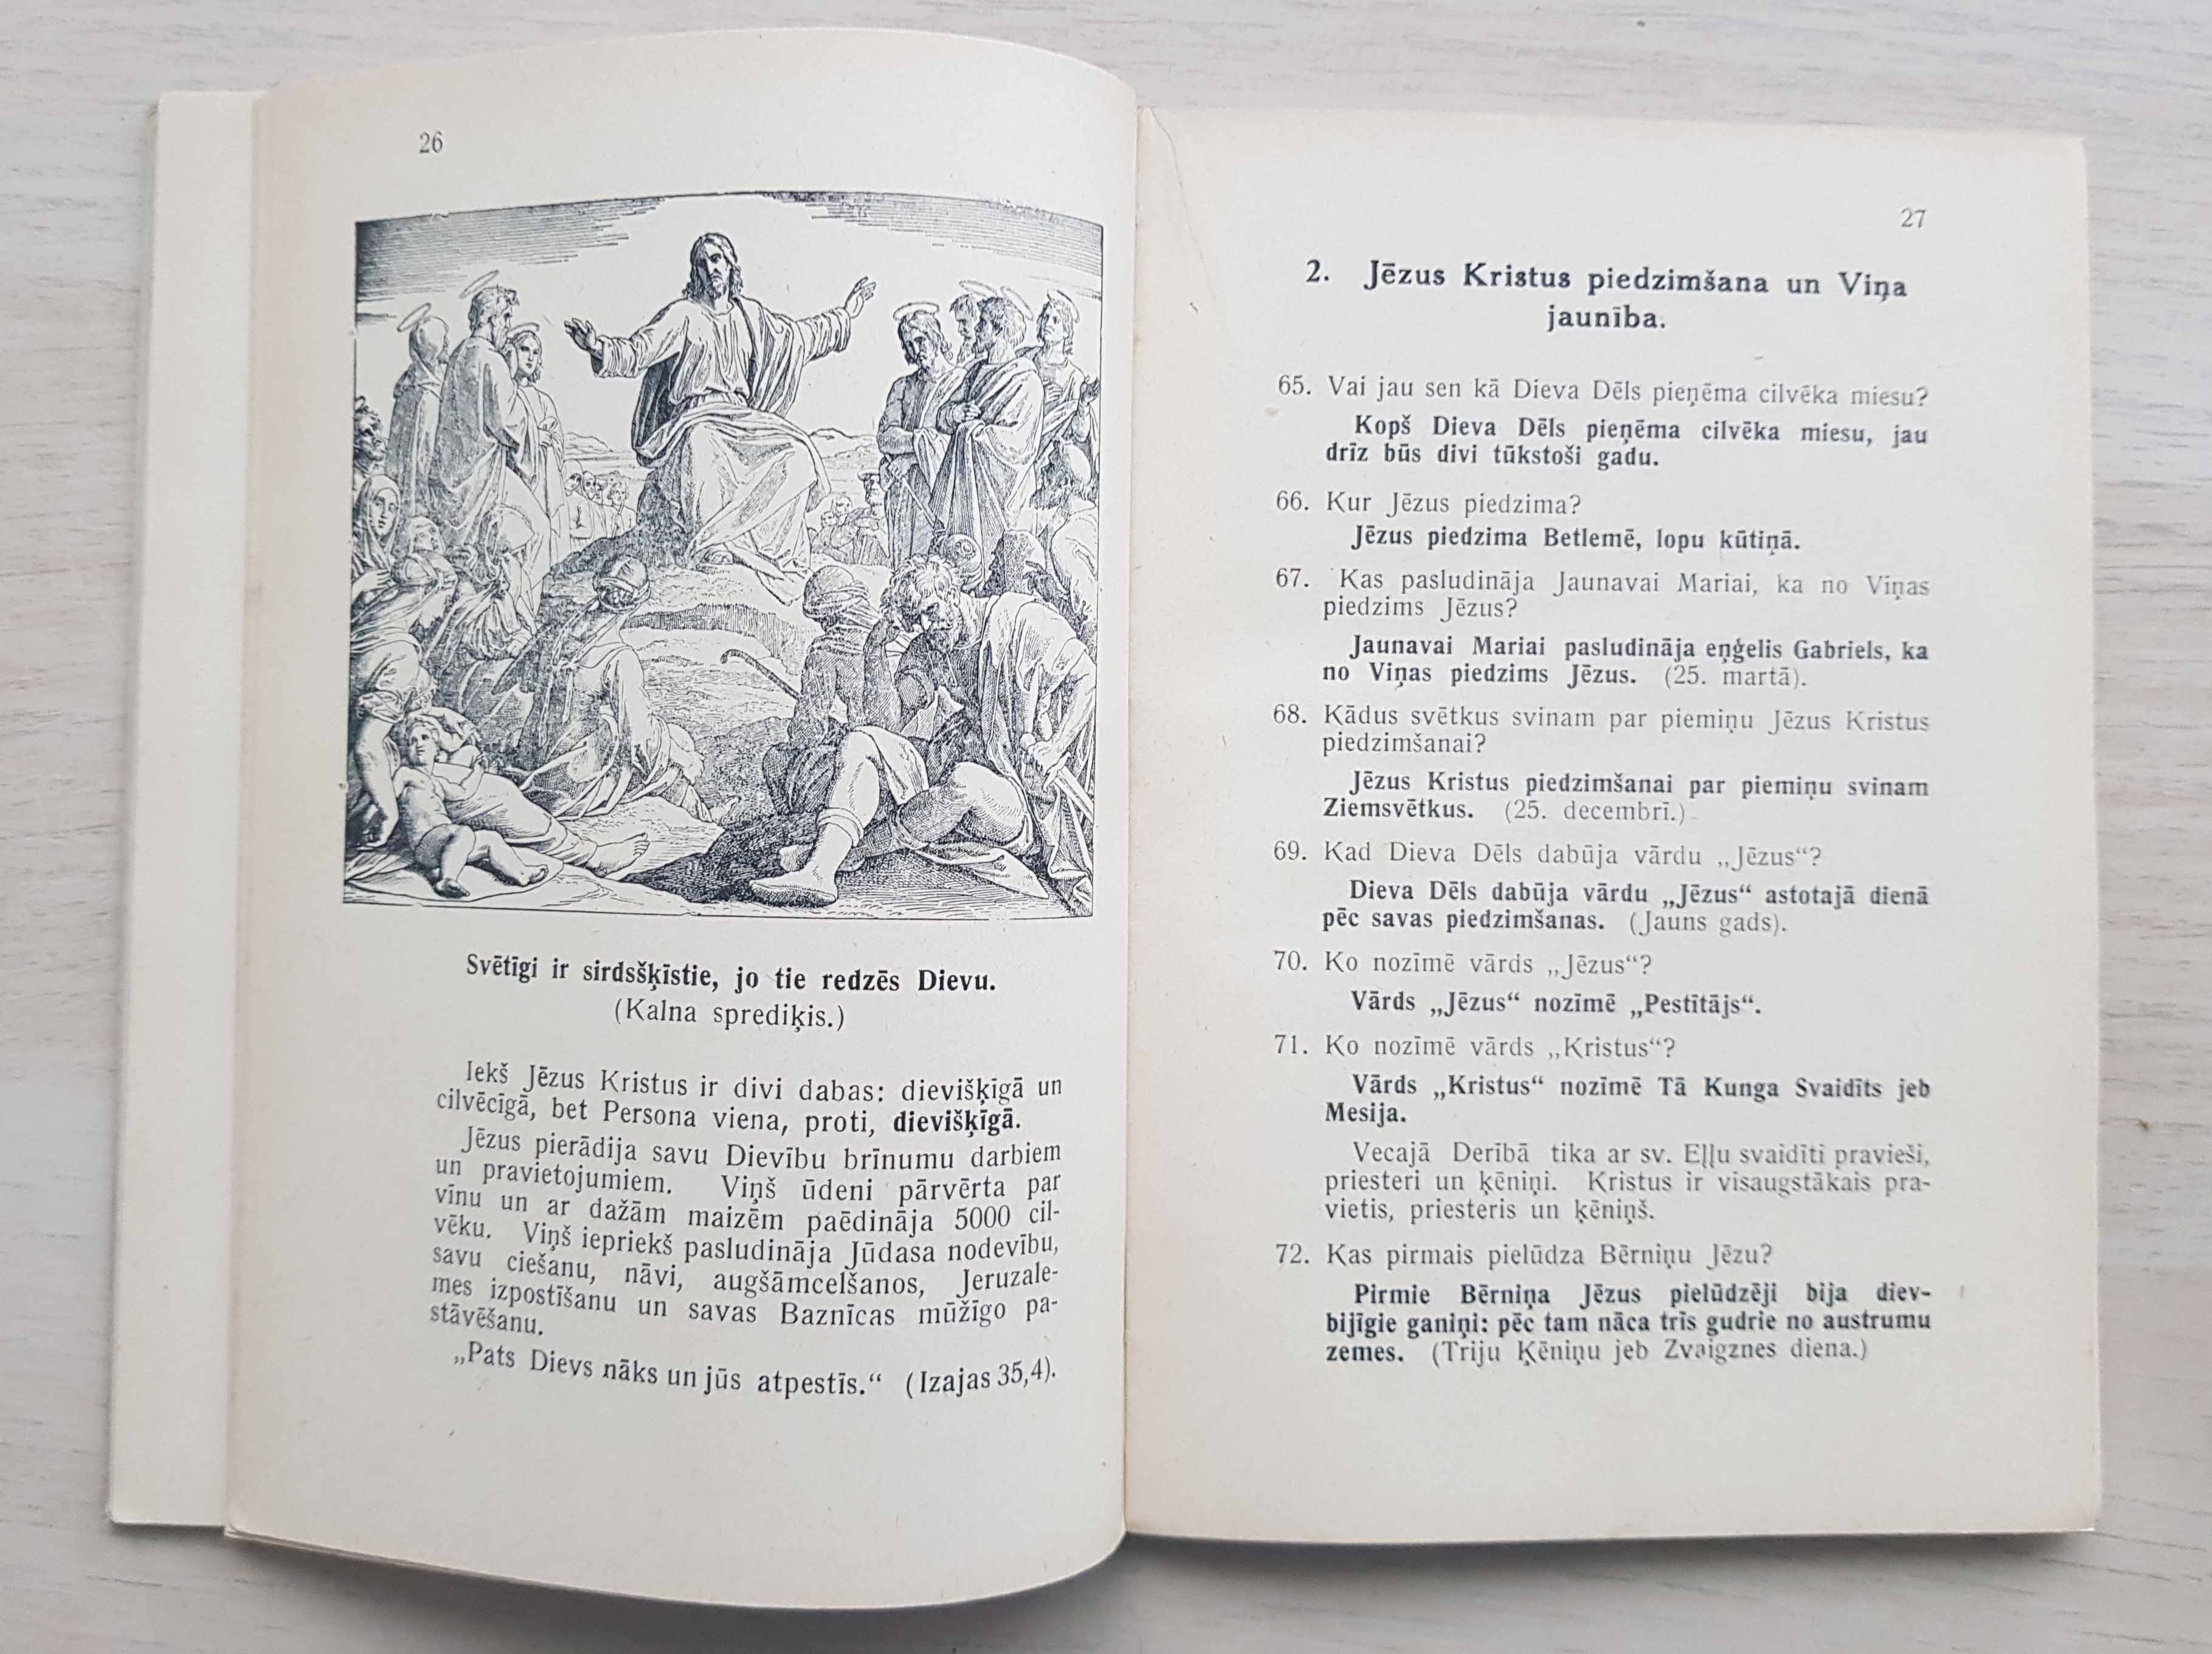 26
Svētīgi ir sirdsšķīstie, jo tie redzēs Dievu.
(Kalna sprediķis.)
Iekš Jēzus Kristus ir divi dabas: dievišķīgā un
cilvēcīgā, bet Persona viena, proti, dievišķīgā.
Jēzus pierādija savu Dievību brīnumu darbiem
un pravietojumiem. Viņš ūdeni pārvērta par
vīnu un ar dažām maizēm paēdināja 5000 cil-
vēku. Viņš iepriekš pasludināja Jūdasa nodevību,
savu ciešanu, nāvi, augšāmcelšanos, Jeruzale-
mes izpostīšanu un savas Baznīcas mūžīgo pa-
stāvēšanu.
„Pats Dievs nāks un jūs atpestīs.“ (Izajas 35,4).
27
2. Jēzus Kristus piedzimšana un Viņa
jaunība.
65. Vai jau sen kā Dieva Dēls pieņēma cilvēka miesu?
Kopš Dieva Dēls pieņēma cilvēka miesu, jau
drīz būs divi tūkstoši gadu.
66. Kur Jēzus piedzima?
Jēzus piedzima Betlemē, lopu kūtiņā.
67. Kas pasludināja Jaunavai Mariai, ka no Viņas
piedzims Jēzus?
Jaunavai Mariai pasludināja eņģelis Gabriels, ka
no Viņas piedzims Jēzus. (25. martā).
68. Kādus svētkus svinam par piemiņu Jēzus Kristus
piedzimšanai?
Jēzus Kristus piedzimšanai par piemiņu svinam
Ziemsvētkus. (25. decembrī.)
69. Kad Dieva Dēls dabūja vārdu „Jēzus“?
Dieva Dēls dabūja vārdu „Jēzus“ astotajā dienā
pēc savas piedzimšanas. (Jauns gads).
70. Ko nozīmē vārds „Jēzus“?
Vārds „Jēzus“ nozīmē „Pestītājs“.
71. Ko nozīmē vārds „Kristus“?
Vārds „Kristus“ nozīmē Tā Kunga Svaidīts jeb
Mesija.
Vecajā Derībā tika ar sv. Eļļu svaidīti pravieši,
priesteri un ķēniņi. Kristus ir visaugstākais pra-
vietis, priesteris un ķēniņš.
72. Kas pirmais pielūdza Bērniņu Jēzu?
Pirmie Bērniņa Jēzus pielūdzēji bija diev-
bijīgie ganiņi: pēc tam nāca trīs gudrie no austrumu
zemes. (Triju Ķēniņu jeb Zvaigznes diena.)